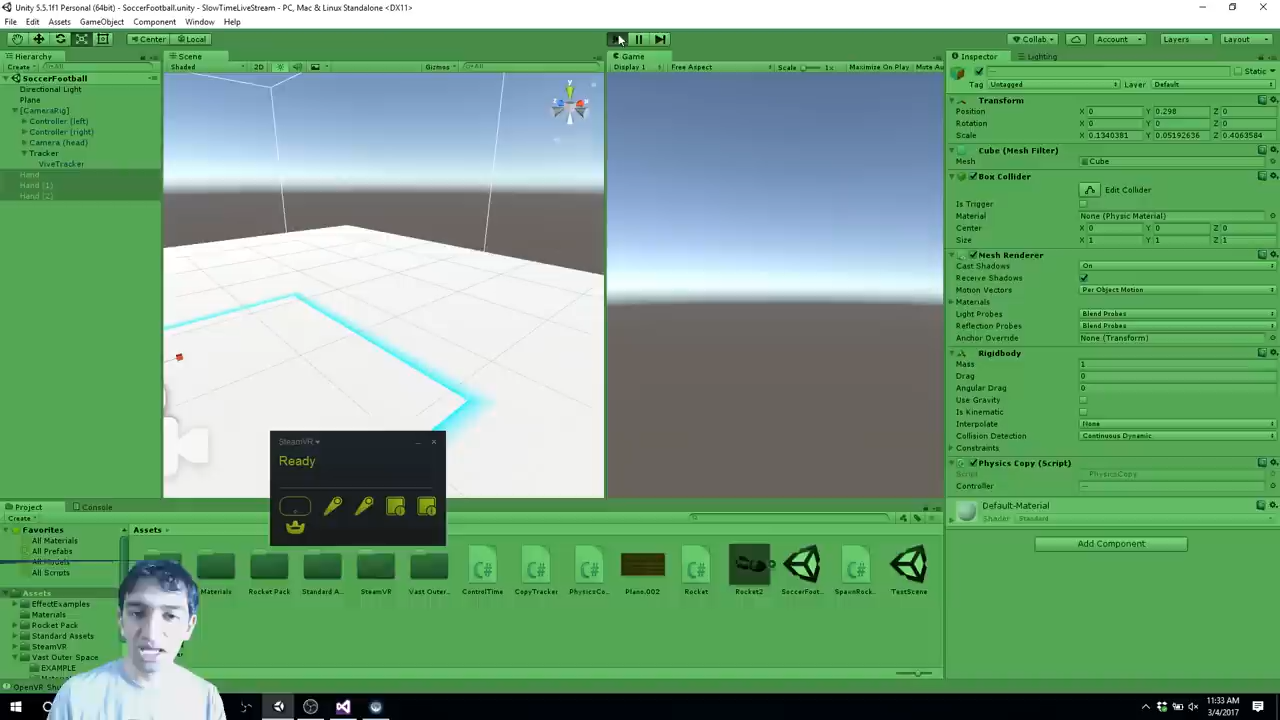 Unity 5.5.1f1 Personal (64bit) - SoccerFootball.unity - SlowTimeLiveStream - PC, Mac & Linux Standalone <DX11>
File Edit Assets GameObject Component Window Help
Center Local
Collab Account Layers Layout
Hierarchy
Create All
SoccerFootball
Directional Light
Plane
[CameraRig]
Controller (left)
Controller (right)
Camera (head)
Tracker
ViveTracker
Hand
Hand (1)
Hand (2)
Scene
Shaded 2D Gizmos All
y
Game
Display 1 Free Aspect Scale 1x Maximize On Play Mute Au
SteamVR
Ready
Inspector Lighting
— Static
Tag Untagged Layer Default
Transform
Position X 0 Y 0.298 Z 0
Rotation X 0 Y 0 Z 0
Scale X 0.1340381 Y 0.05192636 Z 0.4063584
Cube (Mesh Filter)
Mesh Cube
Box Collider
Edit Collider
Is Trigger
Material None (Physic Material)
Center X 0 Y 0 Z 0
Size X 1 Y 1 Z 1
Mesh Renderer
Cast Shadows On
Receive Shadows
Motion Vectors Per Object Motion
Materials
Light Probes Blend Probes
Reflection Probes Blend Probes
Anchor Override None (Transform)
Rigidbody
Mass 1
Drag 0
Angular Drag 0
Use Gravity
Is Kinematic
Interpolate None
Collision Detection Continuous Dynamic
Constraints
Physics Copy (Script)
Script PhysicsCopy
Controller —
Default-Material
Shader Standard
Add Component
Project Console
Create
Favorites
All Materials
All Prefabs
All Models
All Scripts
Assets
EffectExamples
Materials
Rocket Pack
Standard Assets
SteamVR
Vast Outer Space
EXAMPLE
Assets
Materials Rocket Pack Standard A... SteamVR Vast Outer... ControlTime CopyTracker PhysicsCo... Plane.002 Rocket Rocket2 SoccerFoot... SpawnRock... TestScene
11:33 AM
3/4/2017